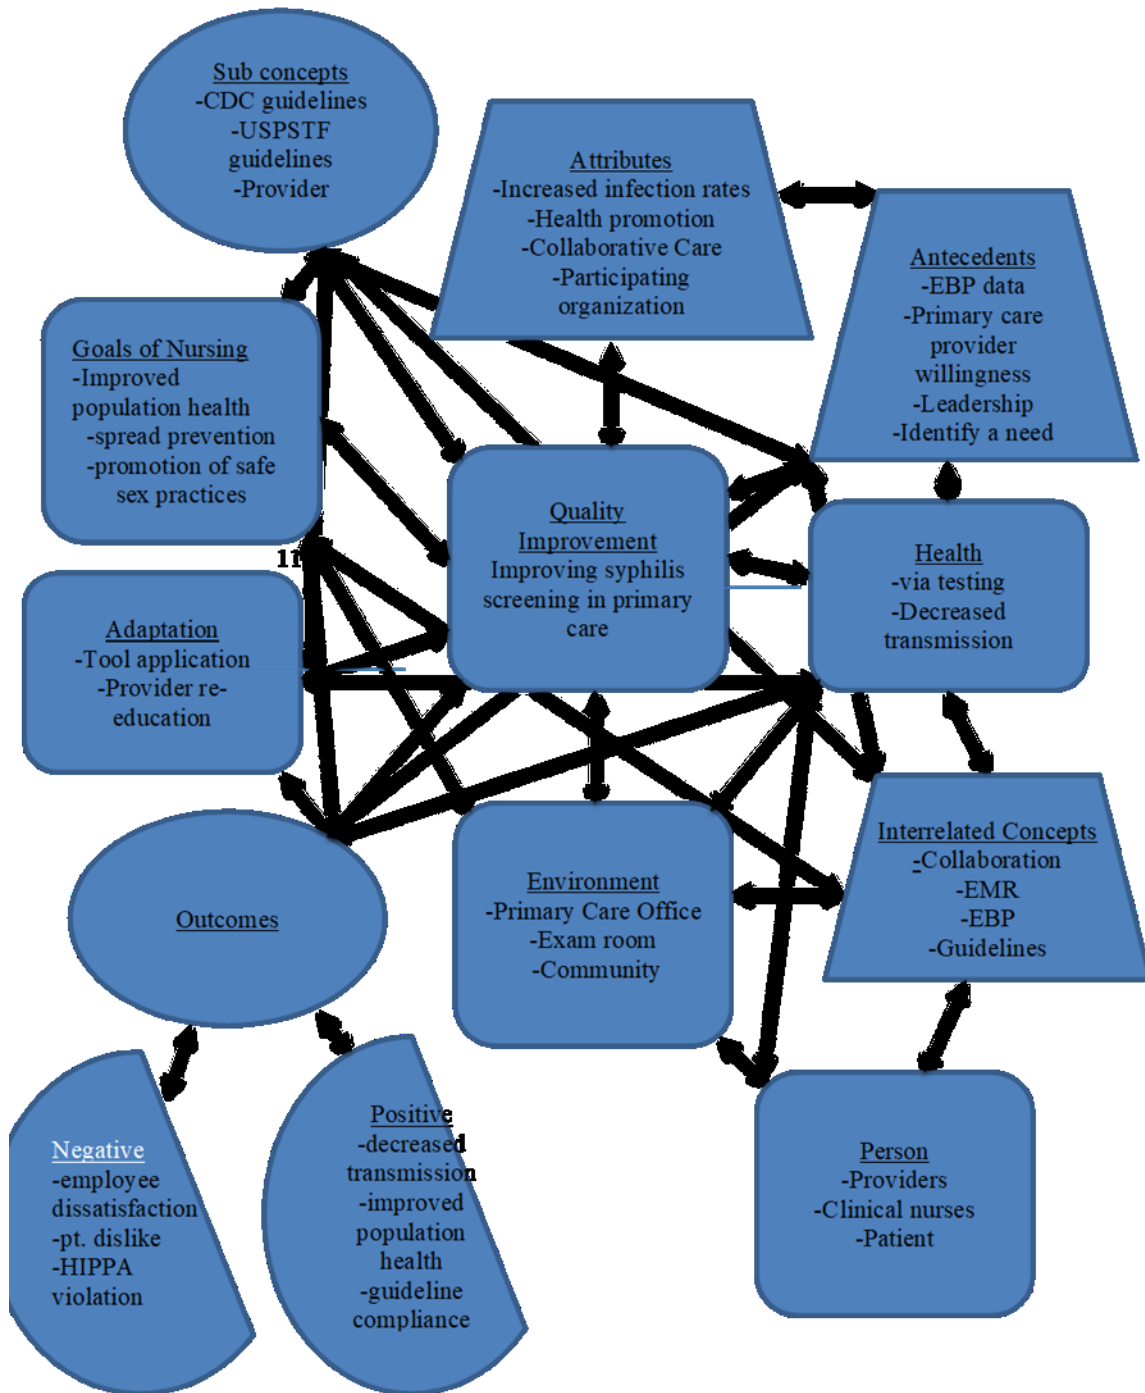 Sub concepts
-CDC guidelines
-USPSTF
guidelines
-Provider
Attributes
-Increased infection rates
-Health promotion
-Collaborative Care
-Participating
organization
Antecedents
-EBP data
-Primary care
provider
willingness
-Leadership
-Identify a need
Goals of Nursing
-Improved
population health
-spread prevention
-promotion of safe
sex practices
Quality
Improvement
Improving syphilis
screening in primary
care
Health
-via testing
-Decreased
transmission
Adaptation
-Tool application
-Provider re-
education
Interrelated Concepts
-Collaboration
-EMR
-EBP
-Guidelines
Environment
-Primary Care Office
-Exam room
-Community
Outcomes
Negative
-employee
dissatisfaction
-pt. dislike
-HIPPA
violation
Positive
-decreased
transmission
-improved
population
health
-guideline
compliance
Person
-Providers
-Clinical nurses
-Patient